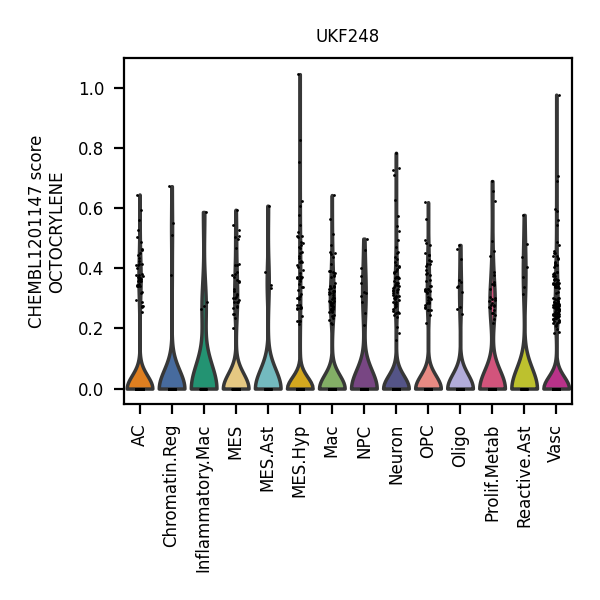 UKF248
CHEMBL1201147 score
OCTOCRYLENE
1.0
0.8
0.6
0.4
0.2
0.0
AC
Chromatin.Reg
Inflammatory.Mac
MES
MES.Ast
MES.Hyp
Mac
NPC
Neuron
OPC
Oligo
Prolif.Metab
Reactive.Ast
Vasc